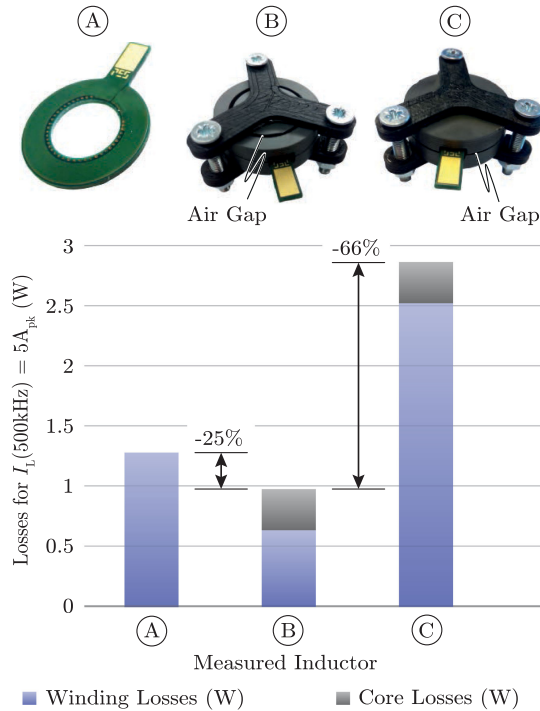 A B C
Air Gap
Air Gap
Losses for I_L(500kHz) = 5A_pk (W)
3
2.5
2
1.5
1
0.5
0
-66%
-25%
A B C
Measured Inductor
Winding Losses (W) Core Losses (W)